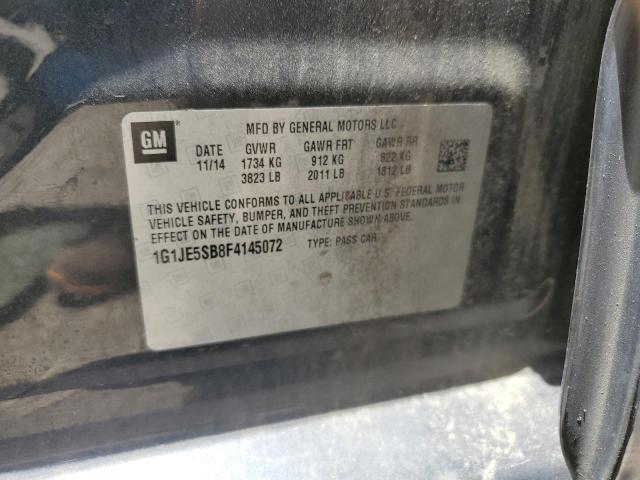 GM
MFD BY GENERAL MOTORS LLC
DATE GVWR GAWR FRT GAWR RR
11/14 1734 KG 912 KG 822 KG
3823 LB 2011 LB 1812 LB
THIS VEHICLE CONFORMS TO ALL APPLICABLE U.S. FEDERAL MOTOR
VEHICLE SAFETY, BUMPER, AND THEFT PREVENTION STANDARDS IN
EFFECT ON THE DATE OF MANUFACTURE SHOWN ABOVE.
1G1JE5SB8F4145072 TYPE: PASS CAR